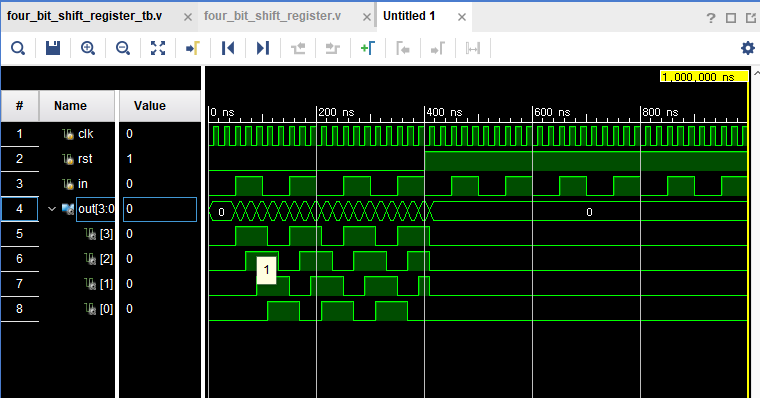 four_bit_shift_register_tb.v × four_bit_shift_register.v × Untitled 1 ×
1,000,000 ns
# Name Value
0 ns 200 ns 400 ns 600 ns 800 ns
1 clk 0
2 rst 1
3 in 0
4 out[3:0 0 0 0
5 [3] 0
6 [2] 0
1
7 [1] 0
8 [0] 0